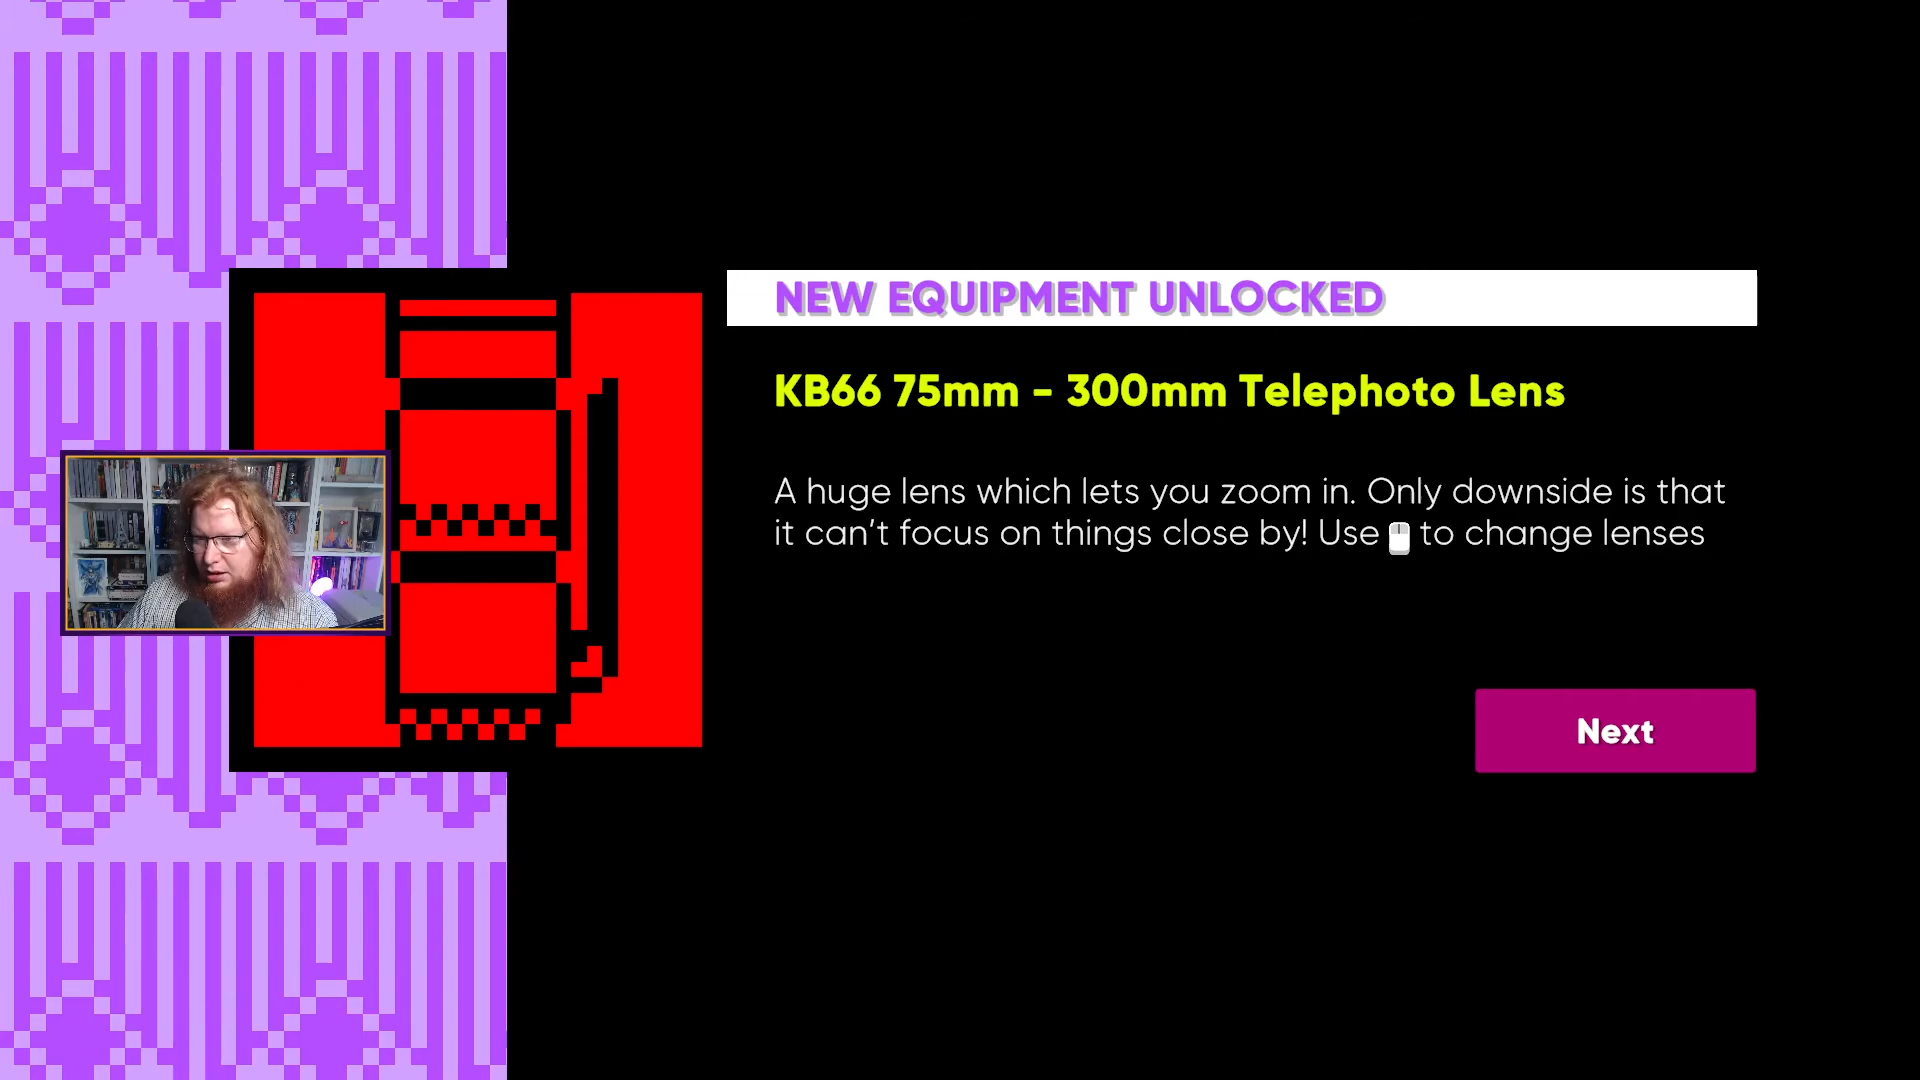 NEW EQUIPMENT UNLOCKED
KB66 75mm - 300mm Telephoto Lens
A huge lens which lets you zoom in. Only downside is that
it can't focus on things close by! Use to change lenses
Next